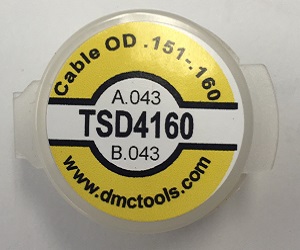 Cable OD .151-.160
A.043
TSD4160
B.043
www.dmctools.com